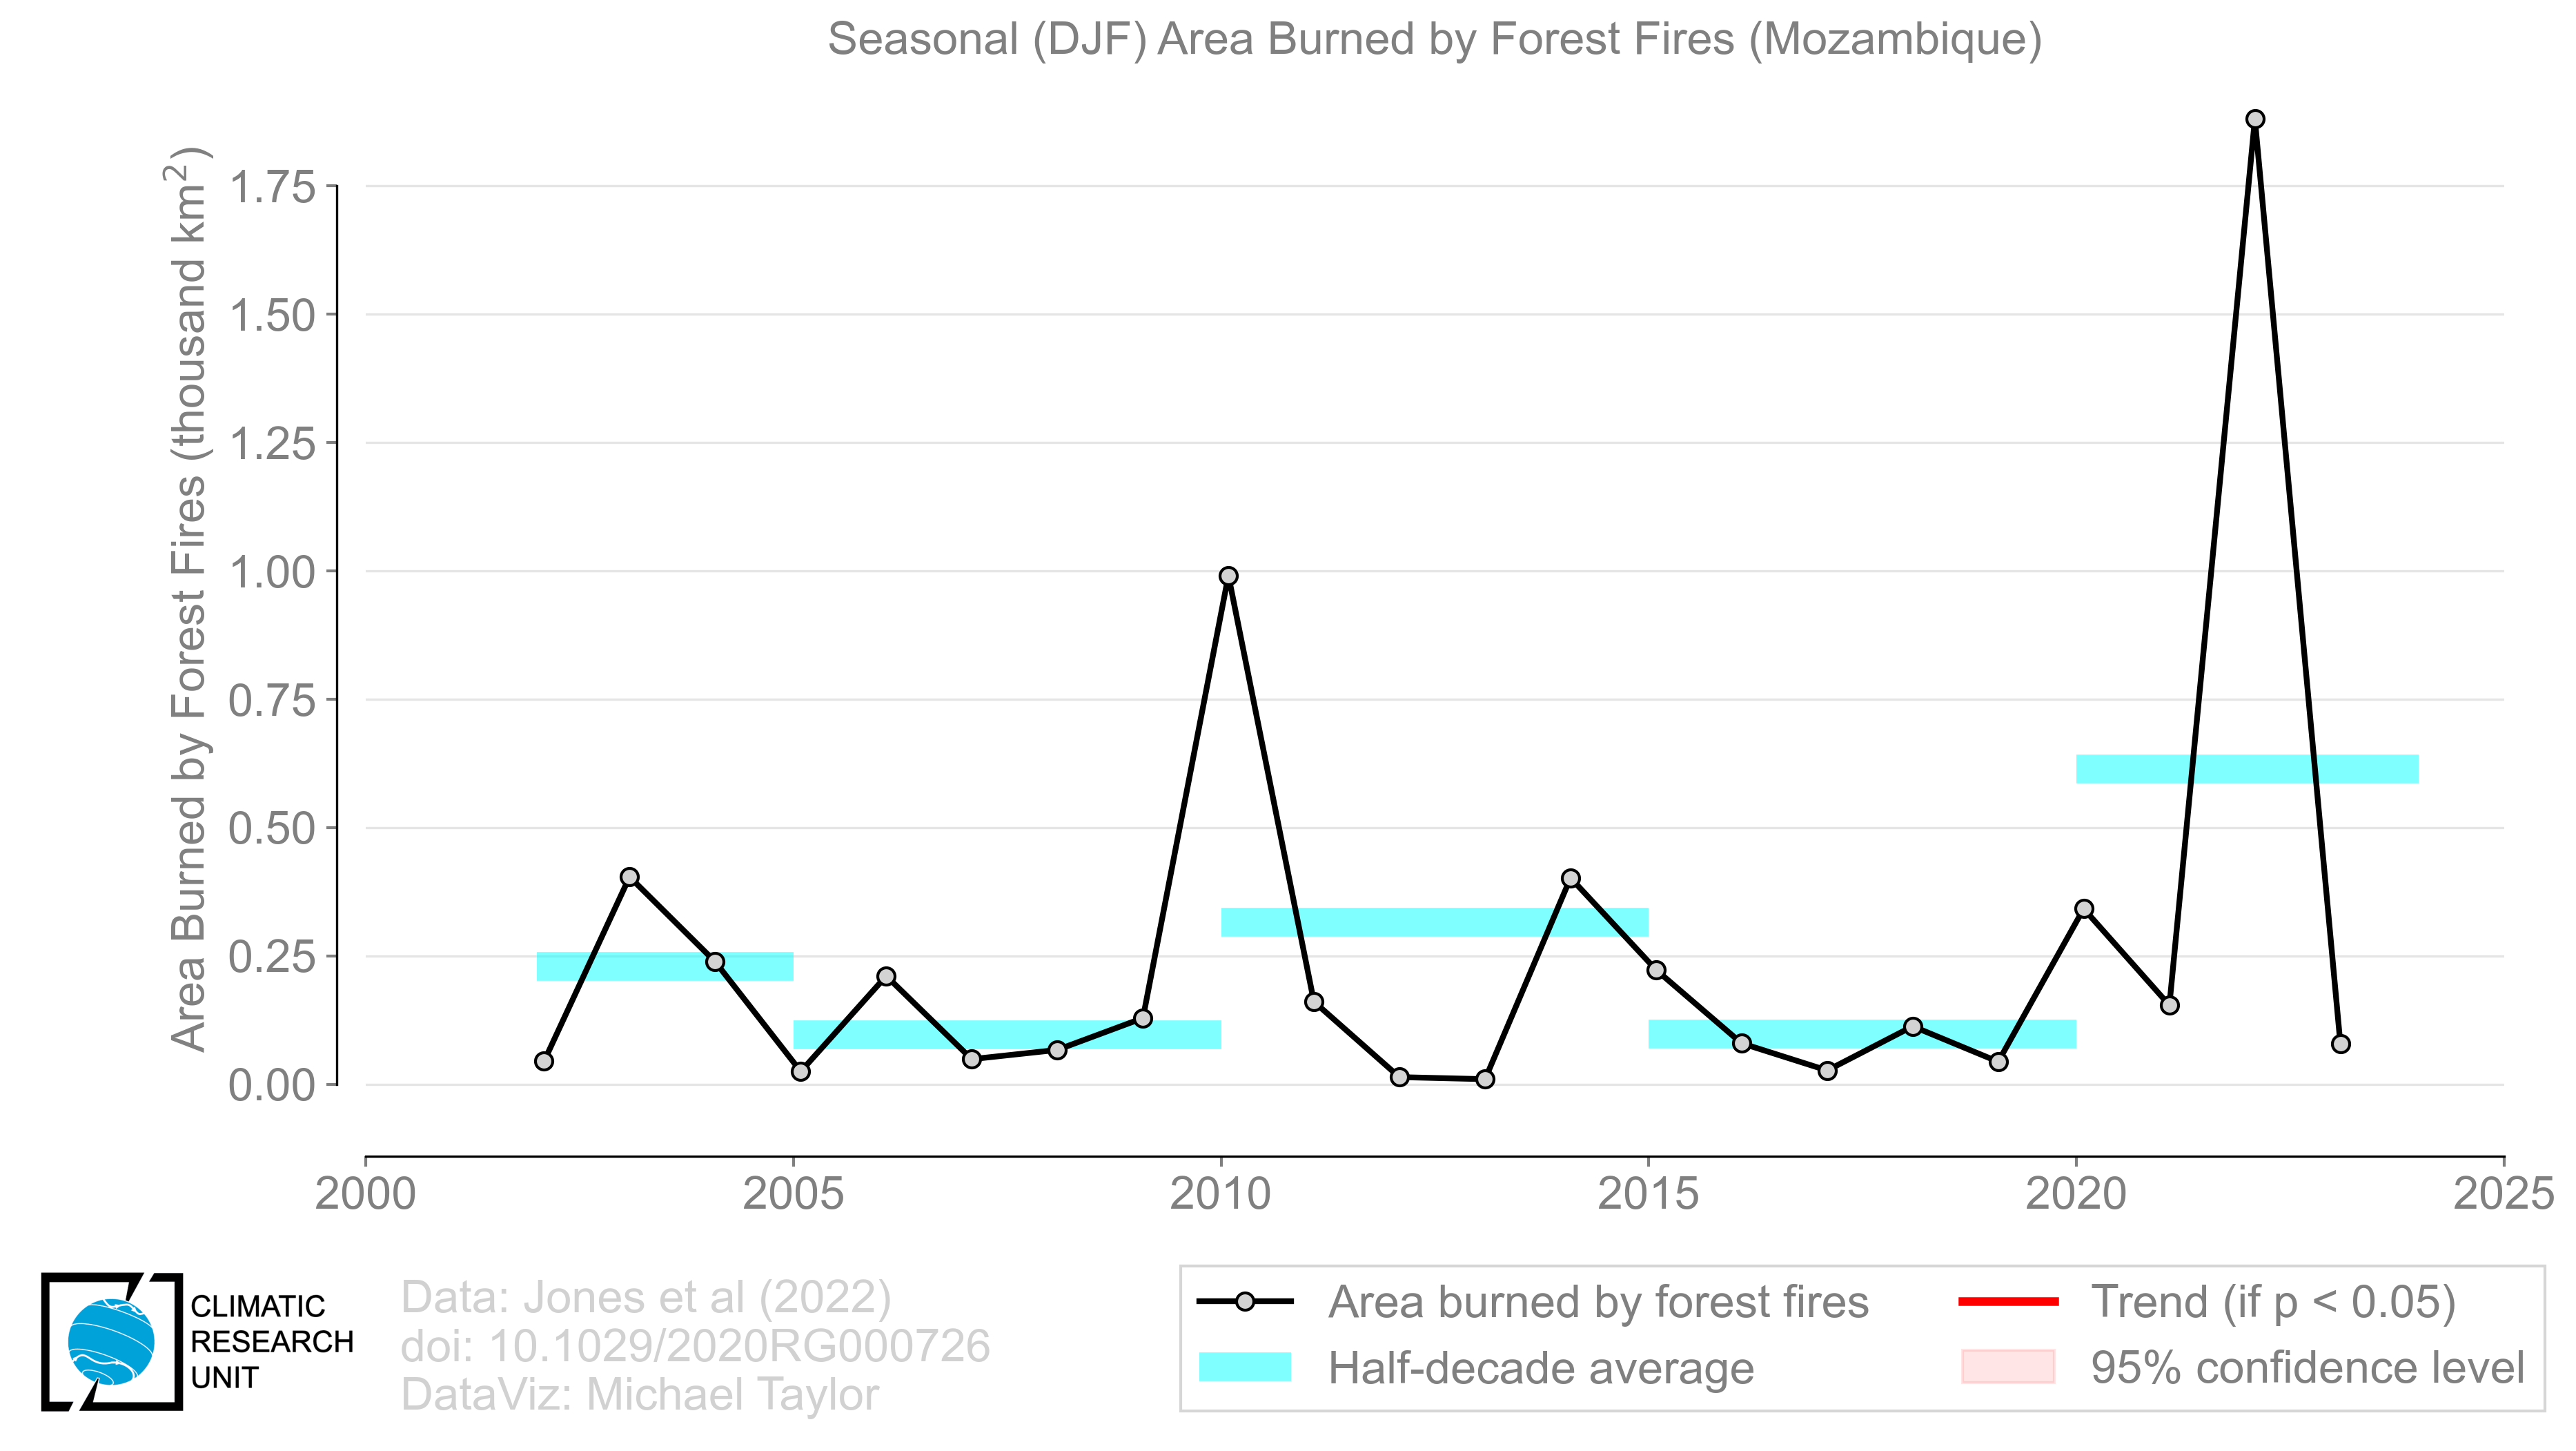 Seasonal (DJF) Area Burned by Forest Fires (Mozambique)
Area Burned by Forest Fires (thousand km²)
1.75
1.50
1.25
1.00
0.75
0.50
0.25
0.00
2000
2005
2010
2015
2020
2025
CLIMATIC
RESEARCH
UNIT
Data: Jones et al (2022)
doi: 10.1029/2020RG000726
DataViz: Michael Taylor
Area burned by forest fires
Half-decade average
Trend (if p < 0.05)
95% confidence level